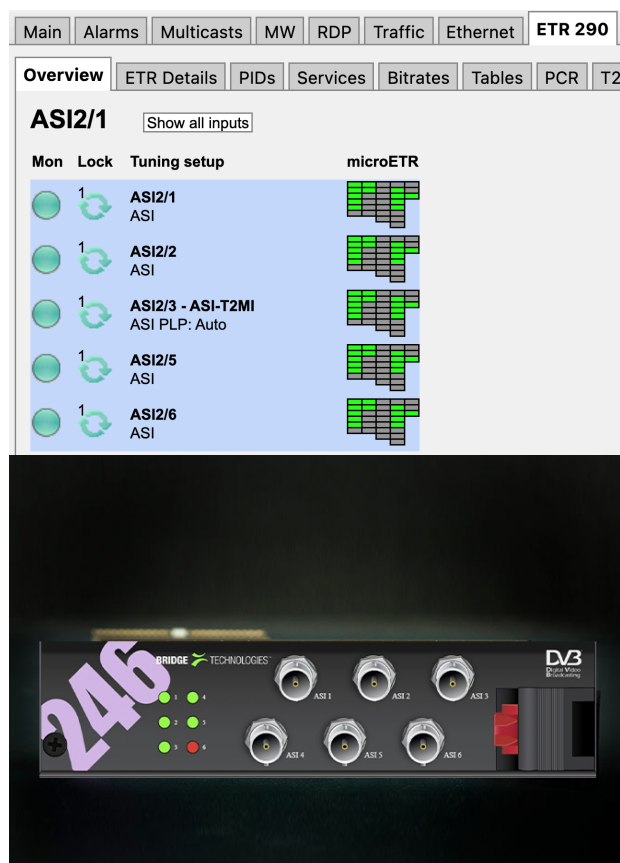 Main Alarms Multicasts MW RDP Traffic Ethernet ETR 290
Overview ETR Details PIDs Services Bitrates Tables PCR T2
ASI2/1 Show all inputs
Mon Lock Tuning setup microETR
1 ASI2/1
ASI
1 ASI2/2
ASI
1 ASI2/3 - ASI-T2MI
ASI PLP: Auto
1 ASI2/5
ASI
1 ASI2/6
ASI
246
BRIDGE TECHNOLOGIES
DVB
Digital Video
Broadcasting
1 4
2 5
3 6
ASI 1 ASI 2 ASI 3
ASI 4 ASI 5 ASI 6